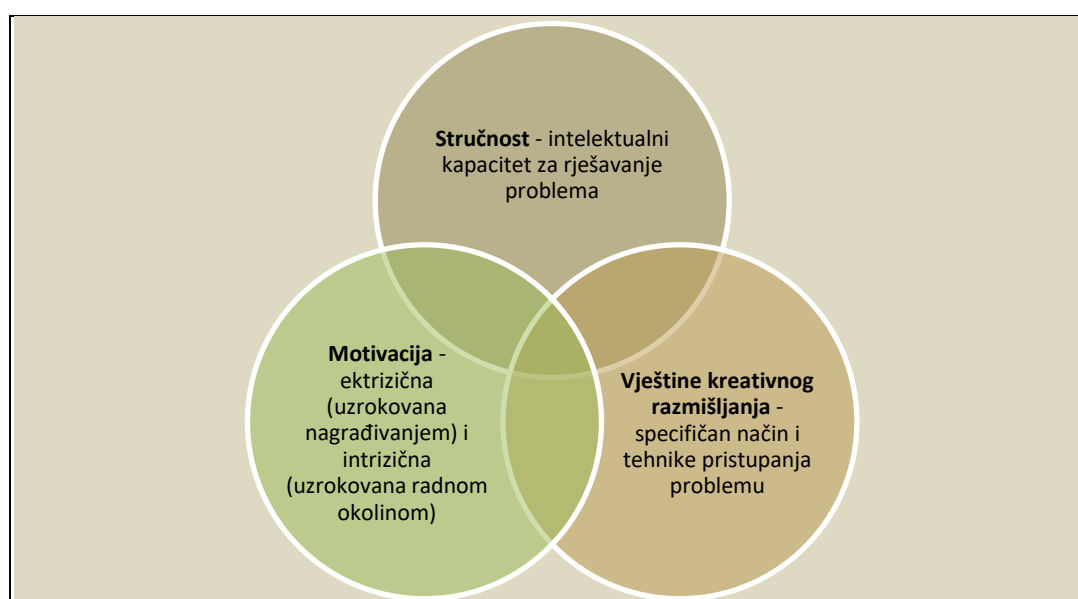 Stručnost - intelektualni
kapacitet za rješavanje
problema
Motivacija -
ektrizična
(uzrokovana
nagrađivanjem) i
intrizična
(uzrokovana radnom
okolinom)
Vještine kreativnog
razmišljanja -
specifičan način i
tehnike pristupanja
problemu